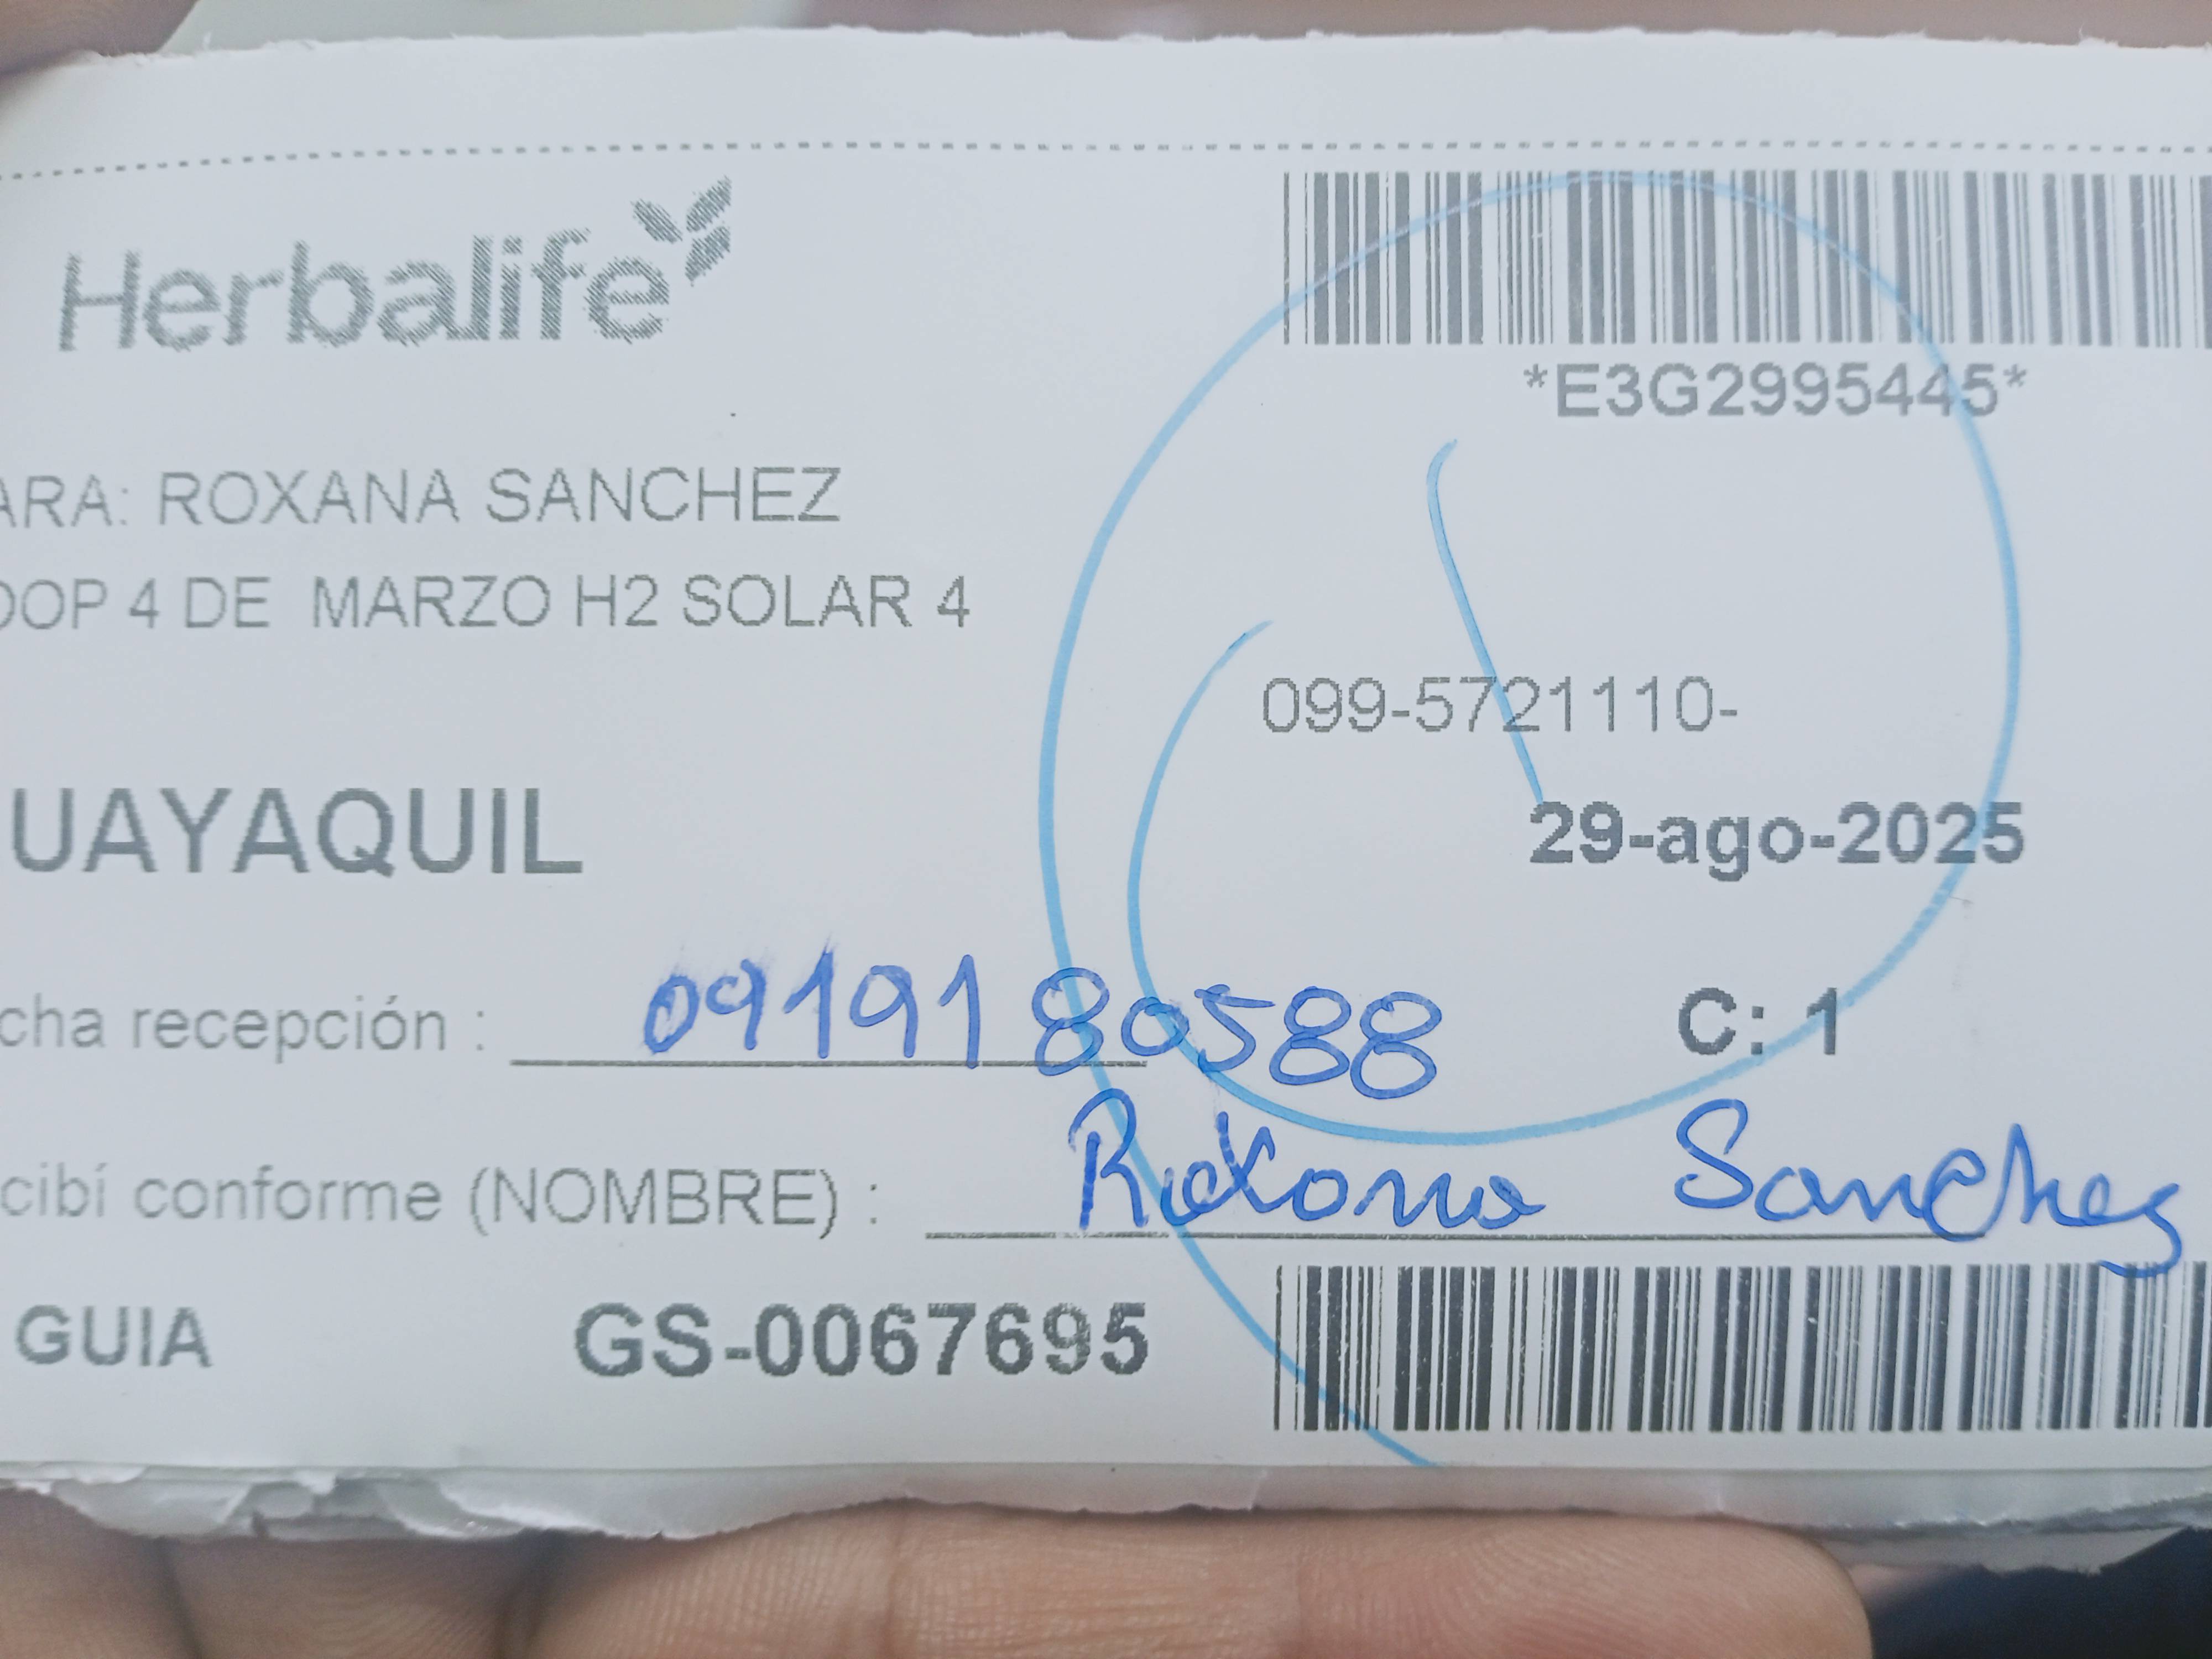 Herbalife
*E3G2995445*
ARA: ROXANA SANCHEZ
OOP 4 DE MARZO H2 SOLAR 4
099-5721110-
UAYAQUIL
29-ago-2025
cha recepción : 0919180588
C: 1
cibí conforme (NOMBRE) : Roxana Sanchez
GUIA GS-0067695